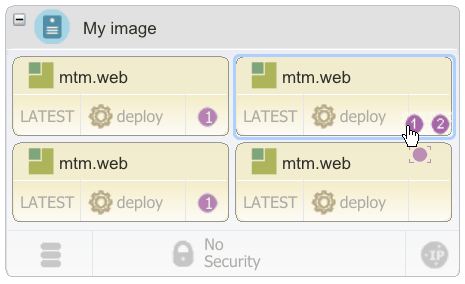 My image
mtm.web
mtm.web
LATEST deploy 1
LATEST deploy 1 2
mtm.web
mtm.web
LATEST deploy 1
LATEST deploy
No
Security
IP